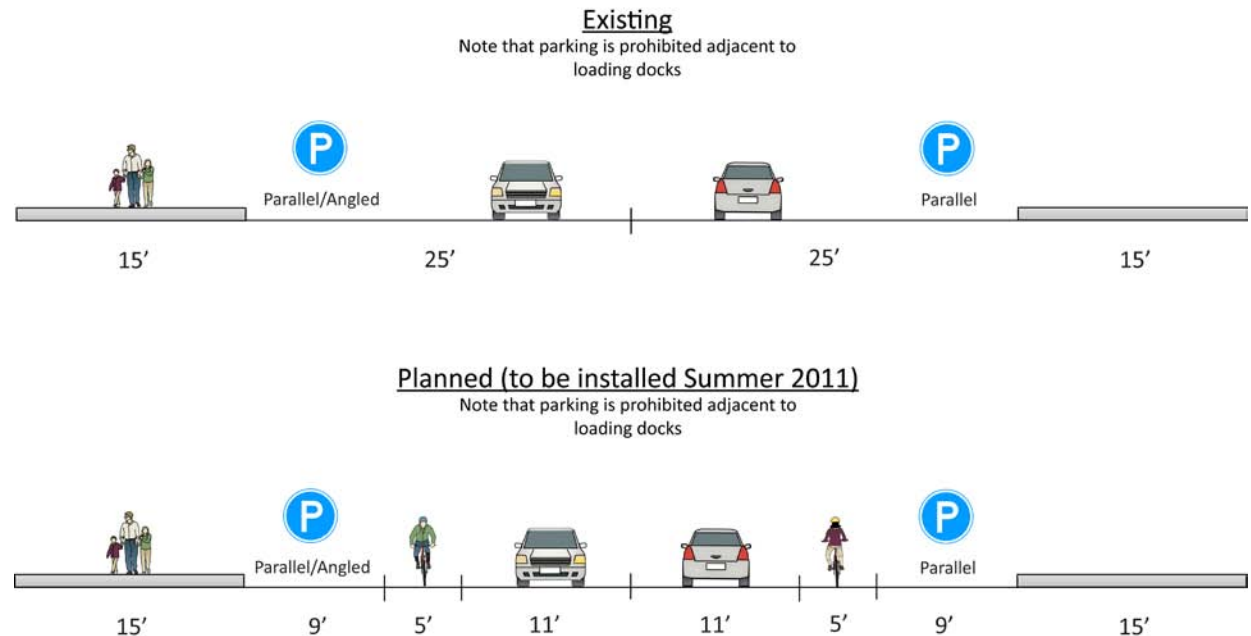 Existing
Note that parking is prohibited adjacent to
loading docks
P
P
Parallel/Angled
Parallel
15’
25’
25’
15’
Planned (to be installed Summer 2011)
Note that parking is prohibited adjacent to
loading docks
P
P
Parallel/Angled
Parallel
15’
9’
5’
11’
11’
5’
9’
15’